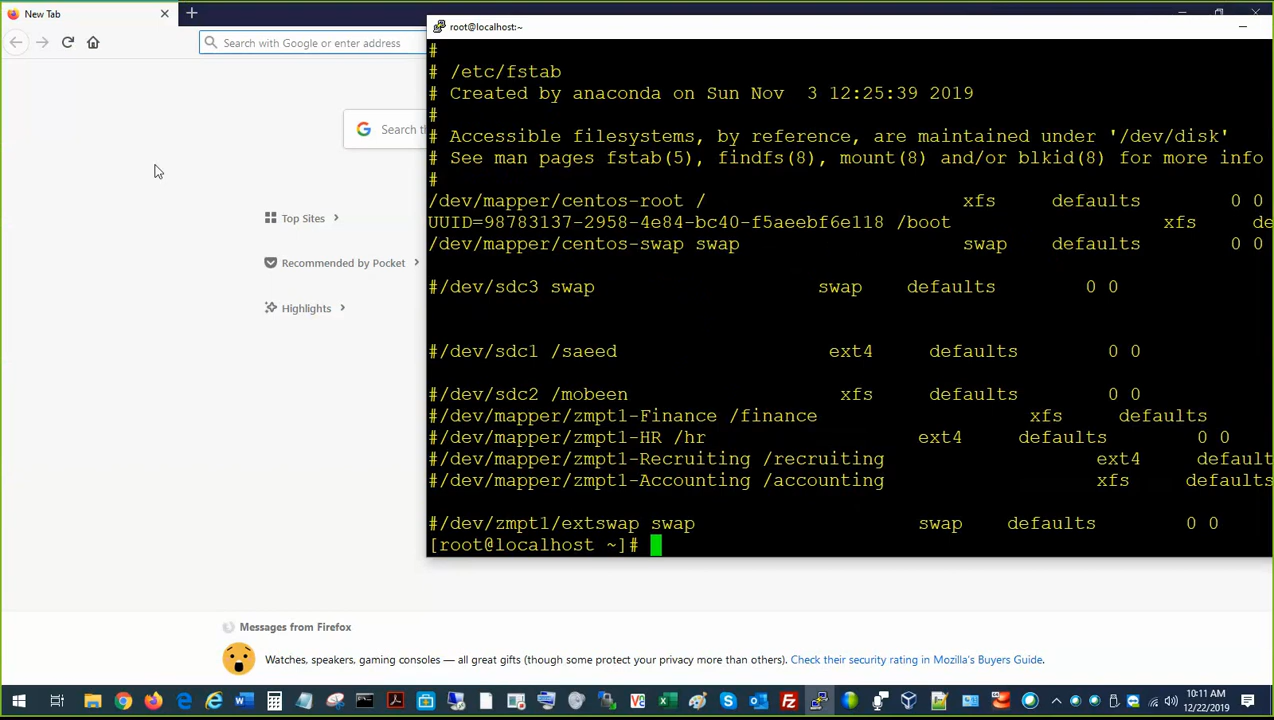 New Tab
root@localhost:~
Search with Google or enter address
#
# /etc/fstab
# Created by anaconda on Sun Nov  3 12:25:39 2019
#
# Accessible filesystems, by reference, are maintained under '/dev/disk'
# See man pages fstab(5), findfs(8), mount(8) and/or blkid(8) for more info
#
/dev/mapper/centos-root / xfs defaults 0 0
UUID=98783137-2958-4e84-bc40-f5aeebf6e118 /boot xfs de
/dev/mapper/centos-swap swap swap defaults 0 0
#/dev/sdc3 swap swap defaults 0 0
#/dev/sdc1 /saeed ext4 defaults 0 0
#/dev/sdc2 /mobeen xfs defaults 0 0
#/dev/mapper/zmpt1-Finance /finance xfs defaults
#/dev/mapper/zmpt1-HR /hr ext4 defaults 0 0
#/dev/mapper/zmpt1-Recruiting /recruiting ext4 default
#/dev/mapper/zmpt1-Accounting /accounting xfs defaults
#/dev/zmpt1/extswap swap swap defaults 0 0
[root@localhost ~]#
Search th
Top Sites
Recommended by Pocket
Highlights
Messages from Firefox
Watches, speakers, gaming consoles — all great gifts (though some protect your privacy more than others). Check their security rating in Mozilla's Buyers Guide.
10:11 AM
12/22/2019